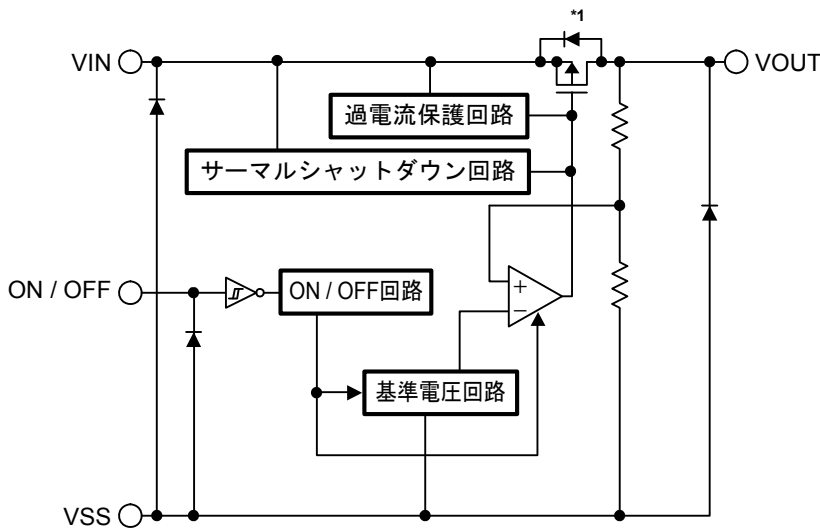 *1
VIN
VOUT
過電流保護回路
サーマルシャットダウン回路
ON / OFF
ON / OFF回路
+
−
基準電圧回路
VSS